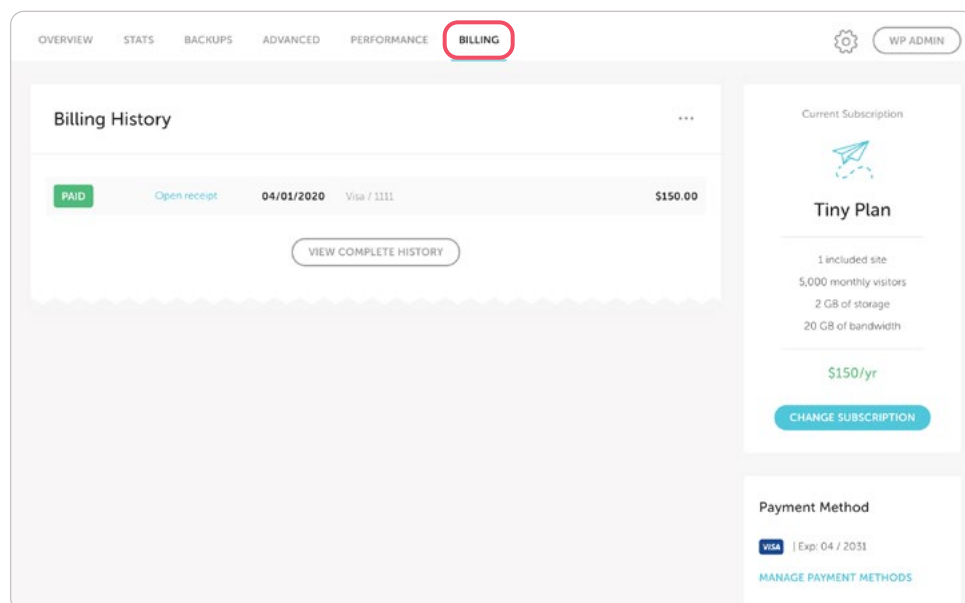 OVERVIEW STATS BACKUPS ADVANCED PERFORMANCE BILLING WP ADMIN
Billing History
PAID Open receipt 04/01/2020 Visa / 1111 $150.00
VIEW COMPLETE HISTORY
Current Subscription
Tiny Plan
1 included site
5,000 monthly visitors
2 GB of storage
20 GB of bandwidth
$150/yr
CHANGE SUBSCRIPTION
Payment Method
VISA | Exp: 04 / 2031
MANAGE PAYMENT METHODS